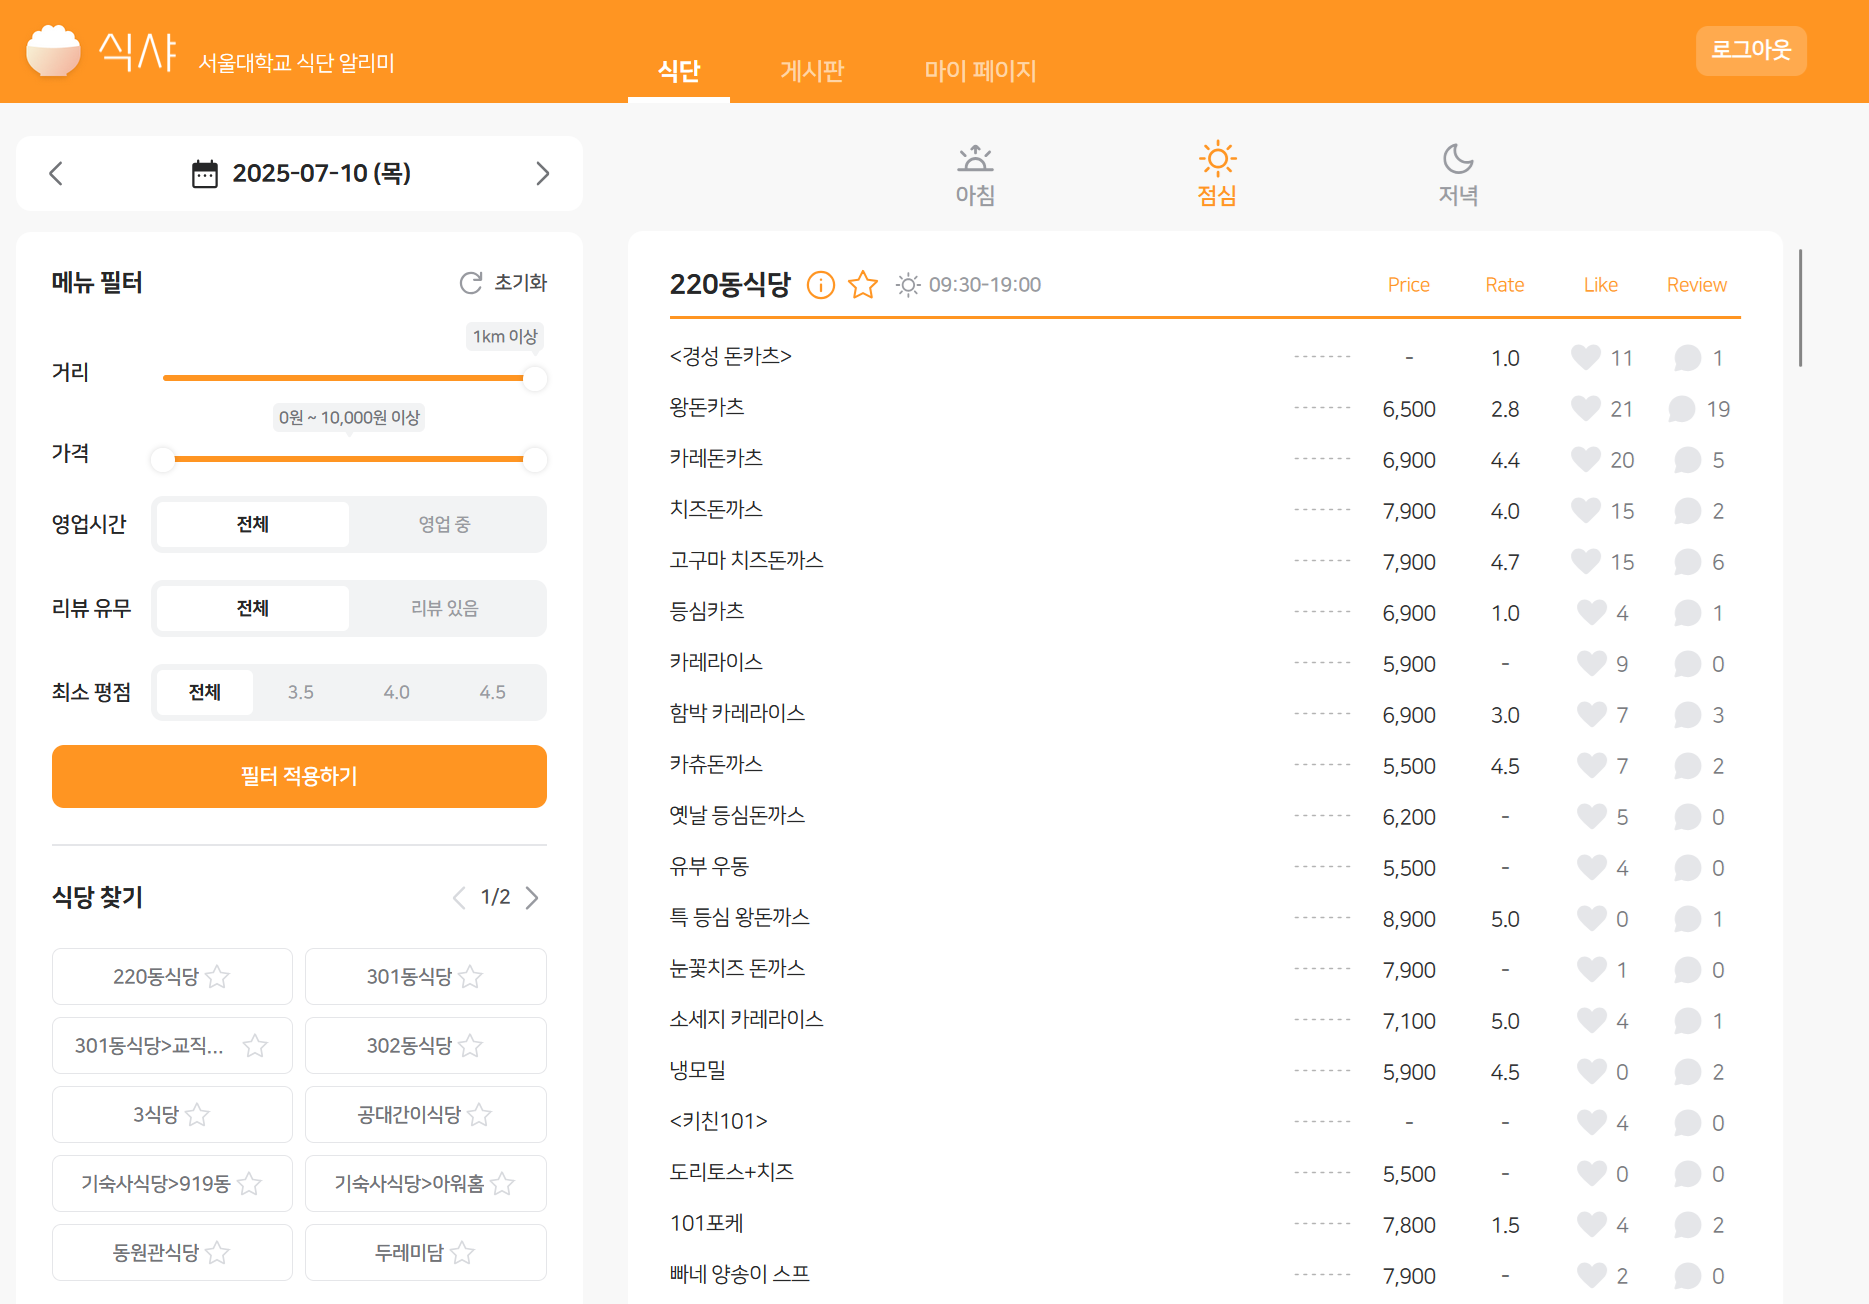 식샤 서울대학교 식단 알리미 식단 게시판 마이 페이지 로그아웃
2025-07-10 (목)
아침 점심 저녁
메뉴 필터 초기화
1km 이상
거리
0원 ~ 10,000원 이상
가격
영업시간 전체 영업 중
리뷰 유무 전체 리뷰 있음
최소 평점 전체 3.5 4.0 4.5
필터 적용하기
식당 찾기 1/2
220동식당 301동식당
301동식당>교직... 302동식당
3식당 공대간이식당
기숙사식당>919동 기숙사식당>아워홈
동원관식당 두레미담
220동식당 09:30-19:00 Price Rate Like Review
<경성 돈카츠> ------- - 1.0 11 1
왕돈카츠 ------- 6,500 2.8 21 19
카레돈카츠 ------- 6,900 4.4 20 5
치즈돈까스 ------- 7,900 4.0 15 2
고구마 치즈돈까스 ------- 7,900 4.7 15 6
등심카츠 ------- 6,900 1.0 4 1
카레라이스 ------- 5,900 - 9 0
함박 카레라이스 ------- 6,900 3.0 7 3
카츄돈까스 ------- 5,500 4.5 7 2
옛날 등심돈까스 ------- 6,200 - 5 0
유부 우동 ------- 5,500 - 4 0
특 등심 왕돈까스 ------- 8,900 5.0 0 1
눈꽃치즈 돈까스 ------- 7,900 - 1 0
소세지 카레라이스 ------- 7,100 5.0 4 1
냉모밀 ------- 5,900 4.5 0 2
<키친101> ------- - - 4 0
도리토스+치즈 ------- 5,500 - 0 0
101포케 ------- 7,800 1.5 4 2
빠네 양송이 스프 ------- 7,900 - 2 0